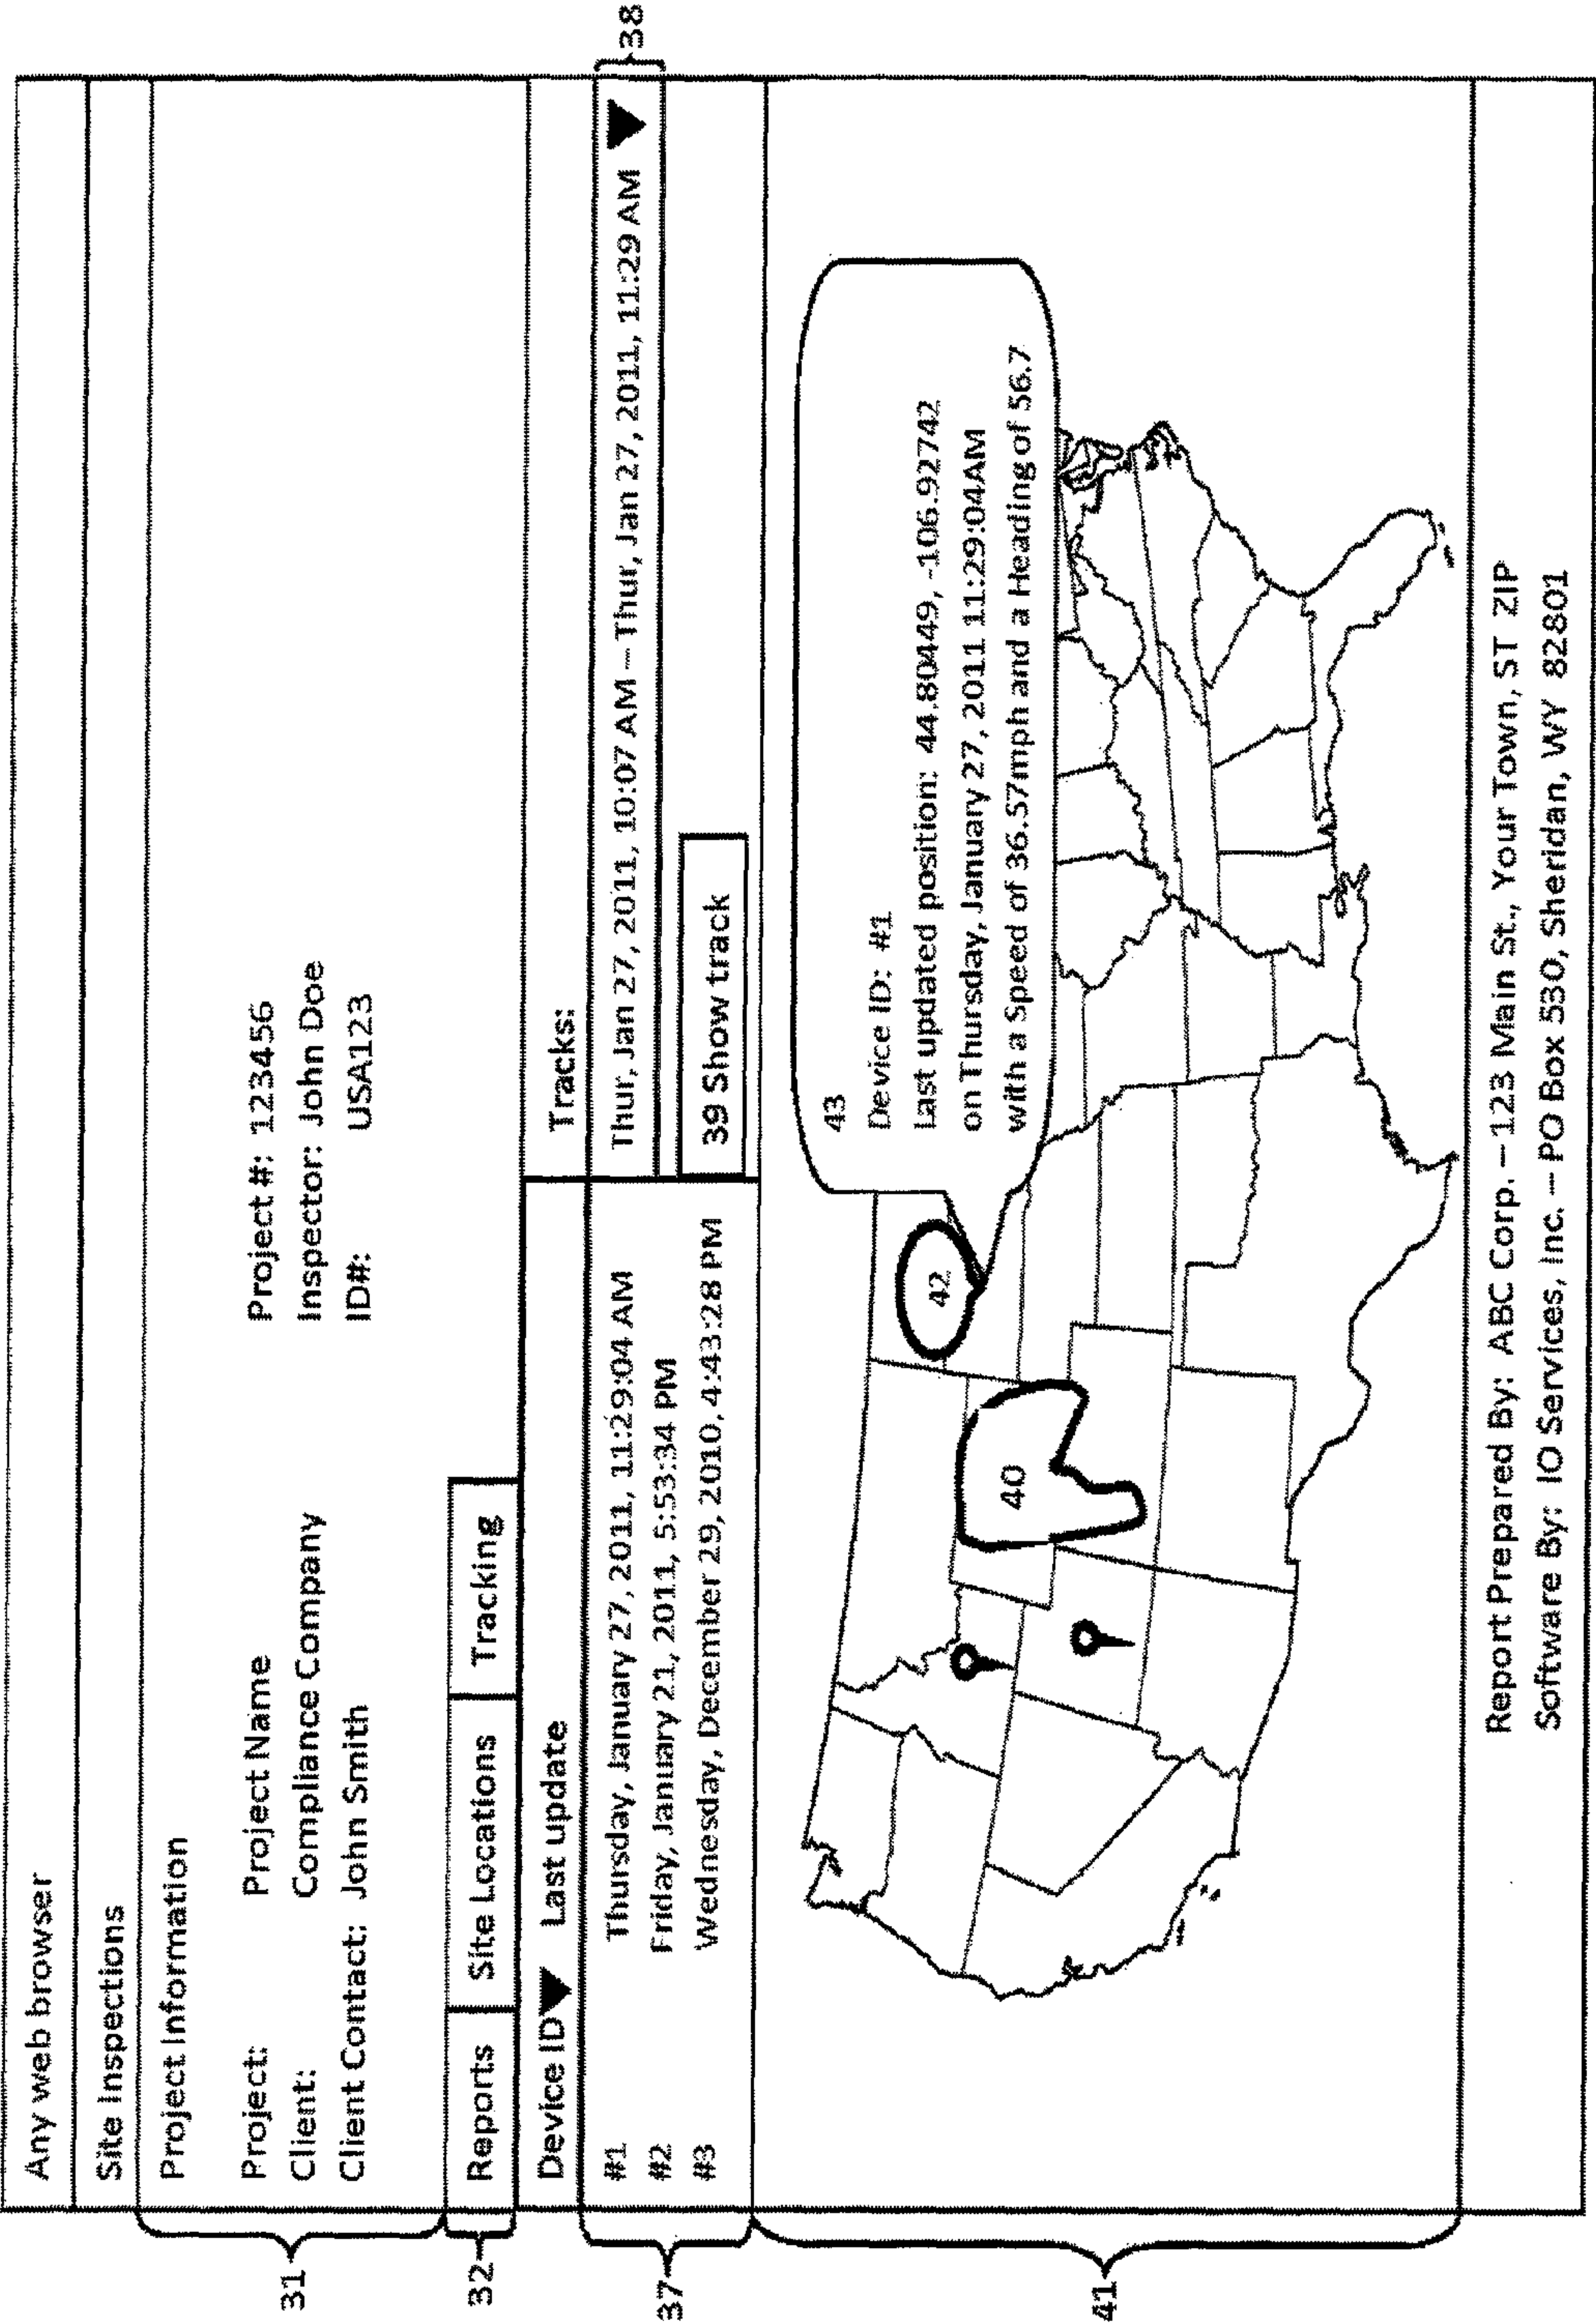 Any web browser
Site Inspections
31
Project Information
Project: Project Name Project #: 123456
Client: Compliance Company Inspector: John Doe
Client Contact: John Smith ID#: USA123
32
Reports Site Locations Tracking
Device ID Last update Tracks:
37
#1 Thursday, January 27, 2011, 11:29:04 AM Thur, Jan 27, 2011, 10:07 AM – Thur, Jan 27, 2011, 11:29 AM 38
#2 Friday, January 21, 2011, 5:53:34 PM
#3 Wednesday, December 29, 2010, 4:43:28 PM 39 Show track
41
43
Device ID: #1
Last updated position: 44.80449, -106.92742
on Thursday, January 27, 2011 11:29:04AM
with a Speed of 36.57mph and a Heading of 56.7
42
40
Report Prepared By: ABC Corp. – 123 Main St., Your Town, ST ZIP
Software By: IO Services, Inc. – PO Box 530, Sheridan, WY 82801